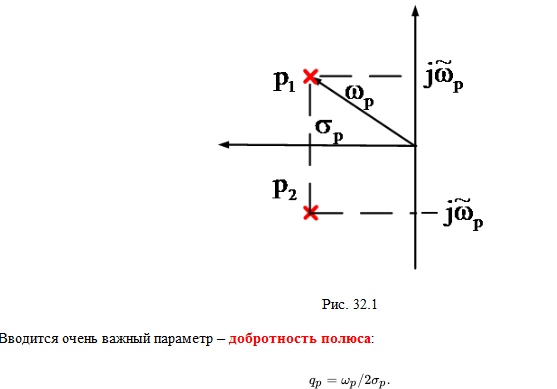 p₁
jω̃ₚ
ωₚ
σₚ
p₂
– jω̃ₚ
Рис. 32.1
Вводится очень важный параметр – добротность полюса:
qₚ = ωₚ/2σₚ.